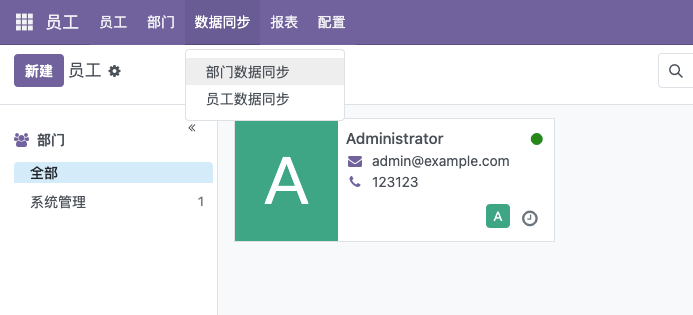 员工 员工 部门 数据同步 报表 配置
新建 员工
部门数据同步
员工数据同步
部门
全部
系统管理 1
A
Administrator
admin@example.com
123123
A